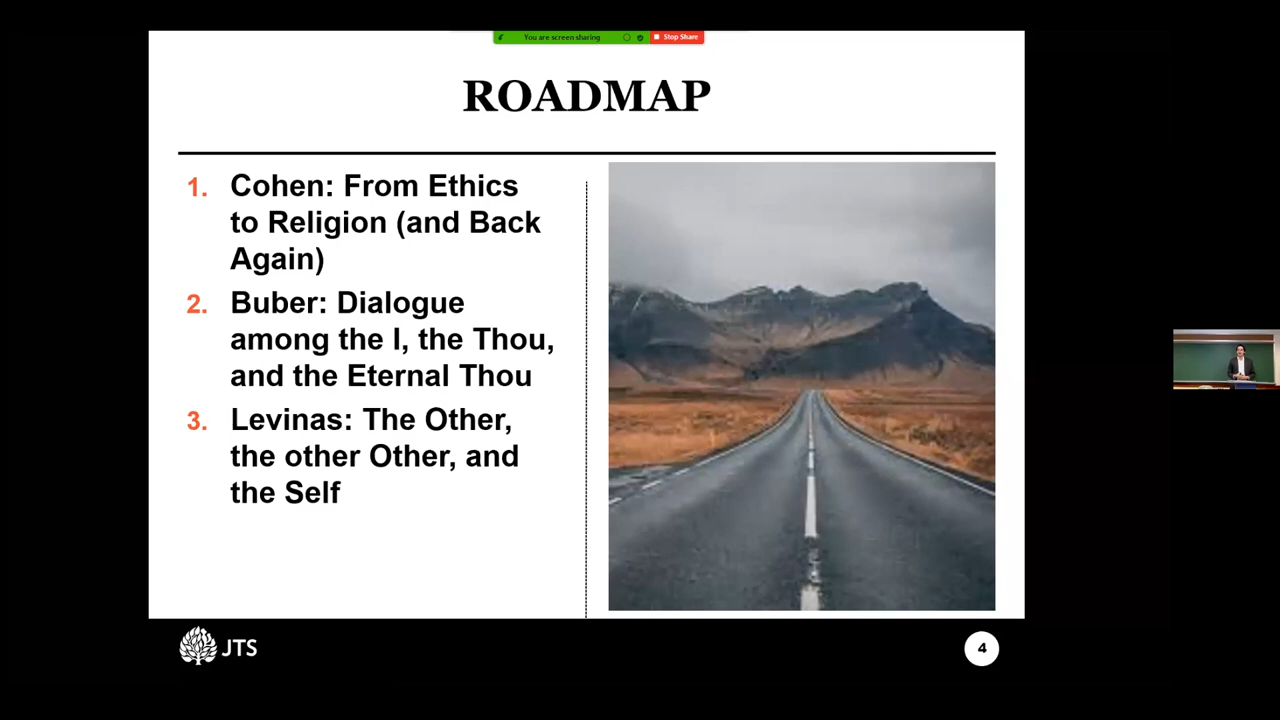 You are screen sharing
Stop Share
ROADMAP
1. Cohen: From Ethics
to Religion (and Back
Again)
2. Buber: Dialogue
among the I, the Thou,
and the Eternal Thou
3. Levinas: The Other,
the other Other, and
the Self
JTS
4